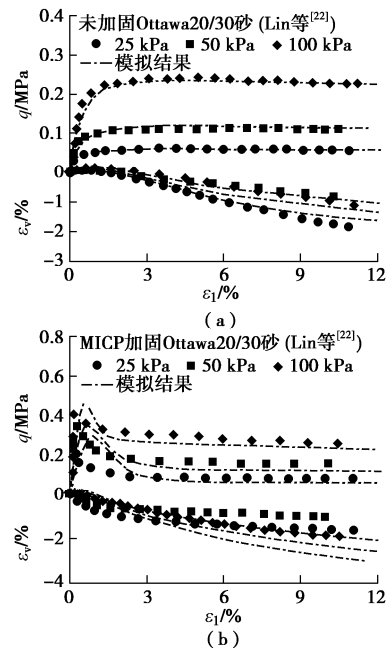 未加固Ottawa20/30砂 (Lin等[22])
25 kPa 50 kPa 100 kPa
模拟结果
q/MPa
0.4
0.3
0.2
0.1
0
-1
-2
-3
εv/%
0 3 6 9 12
ε1/%
(a)
MICP加固Ottawa20/30砂 (Lin等[22])
25 kPa 50 kPa 100 kPa
模拟结果
q/MPa
0.8
0.6
0.4
0.2
0
-2
-4
εv/%
0 3 6 9 12
ε1/%
(b)